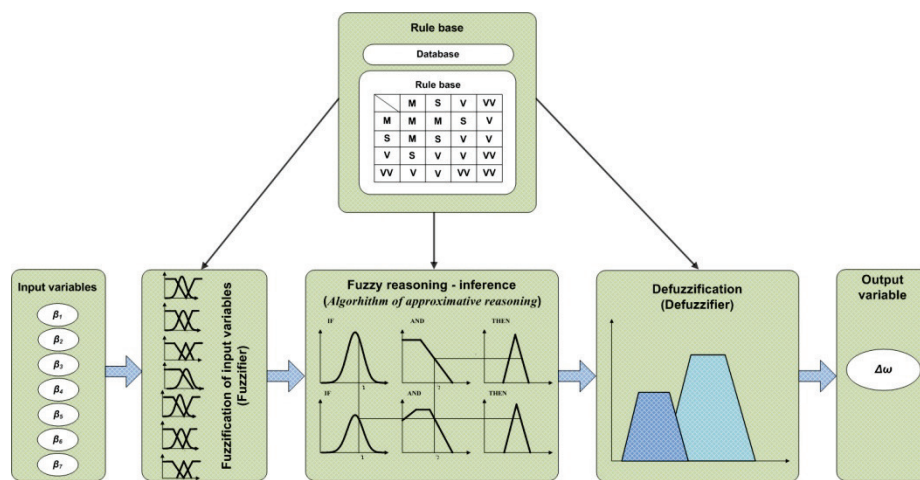 Rule base
Database
Rule base
M S V VV
M M M S V
S M S V V
V S V V VV
VV V V VV VV
Input variables
β1
β2
β3
β4
β5
β6
β7
Fuzzification of input variables
(Fuzzifier)
Fuzzy reasoning - inference
(Algorhithm of approximative reasoning)
IF AND THEN
IF AND THEN
Defuzzification
(Defuzzifier)
Output
variable
Δω